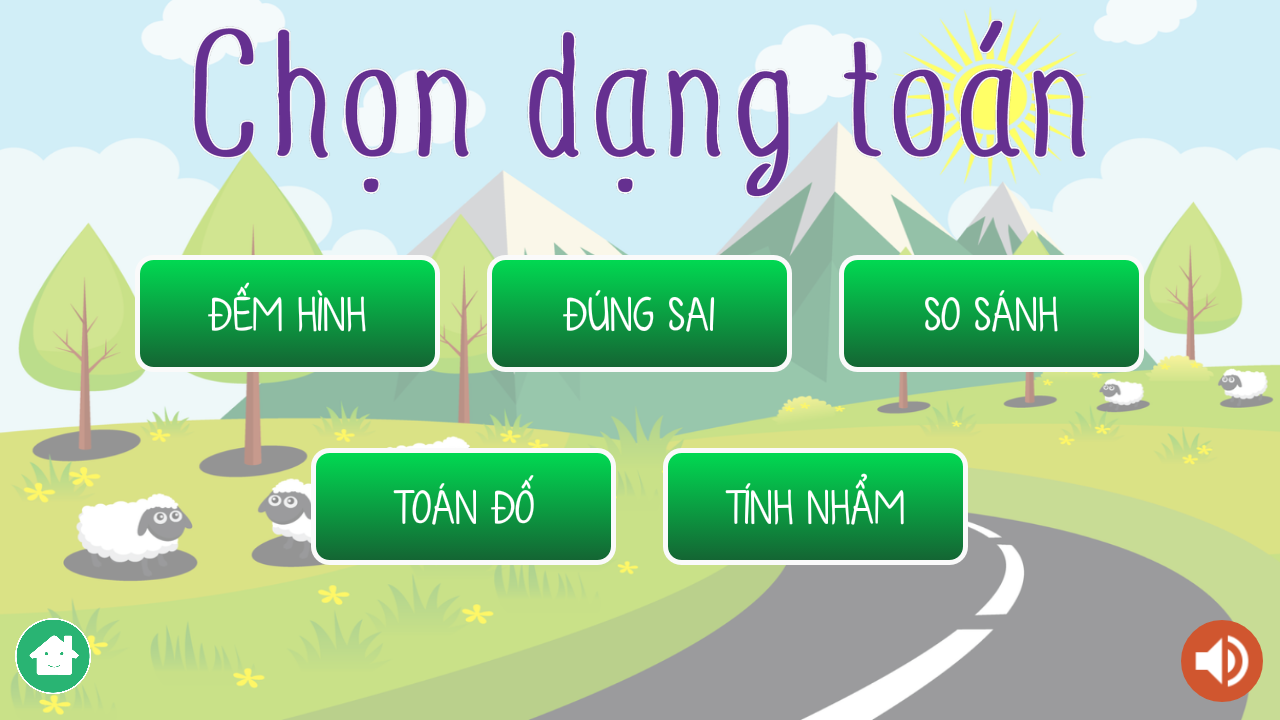 Chọn dạng toán
ĐẾM HÌNH
ĐÚNG SAI
SO SÁNH
TOÁN ĐỐ
TÍNH NHẨM